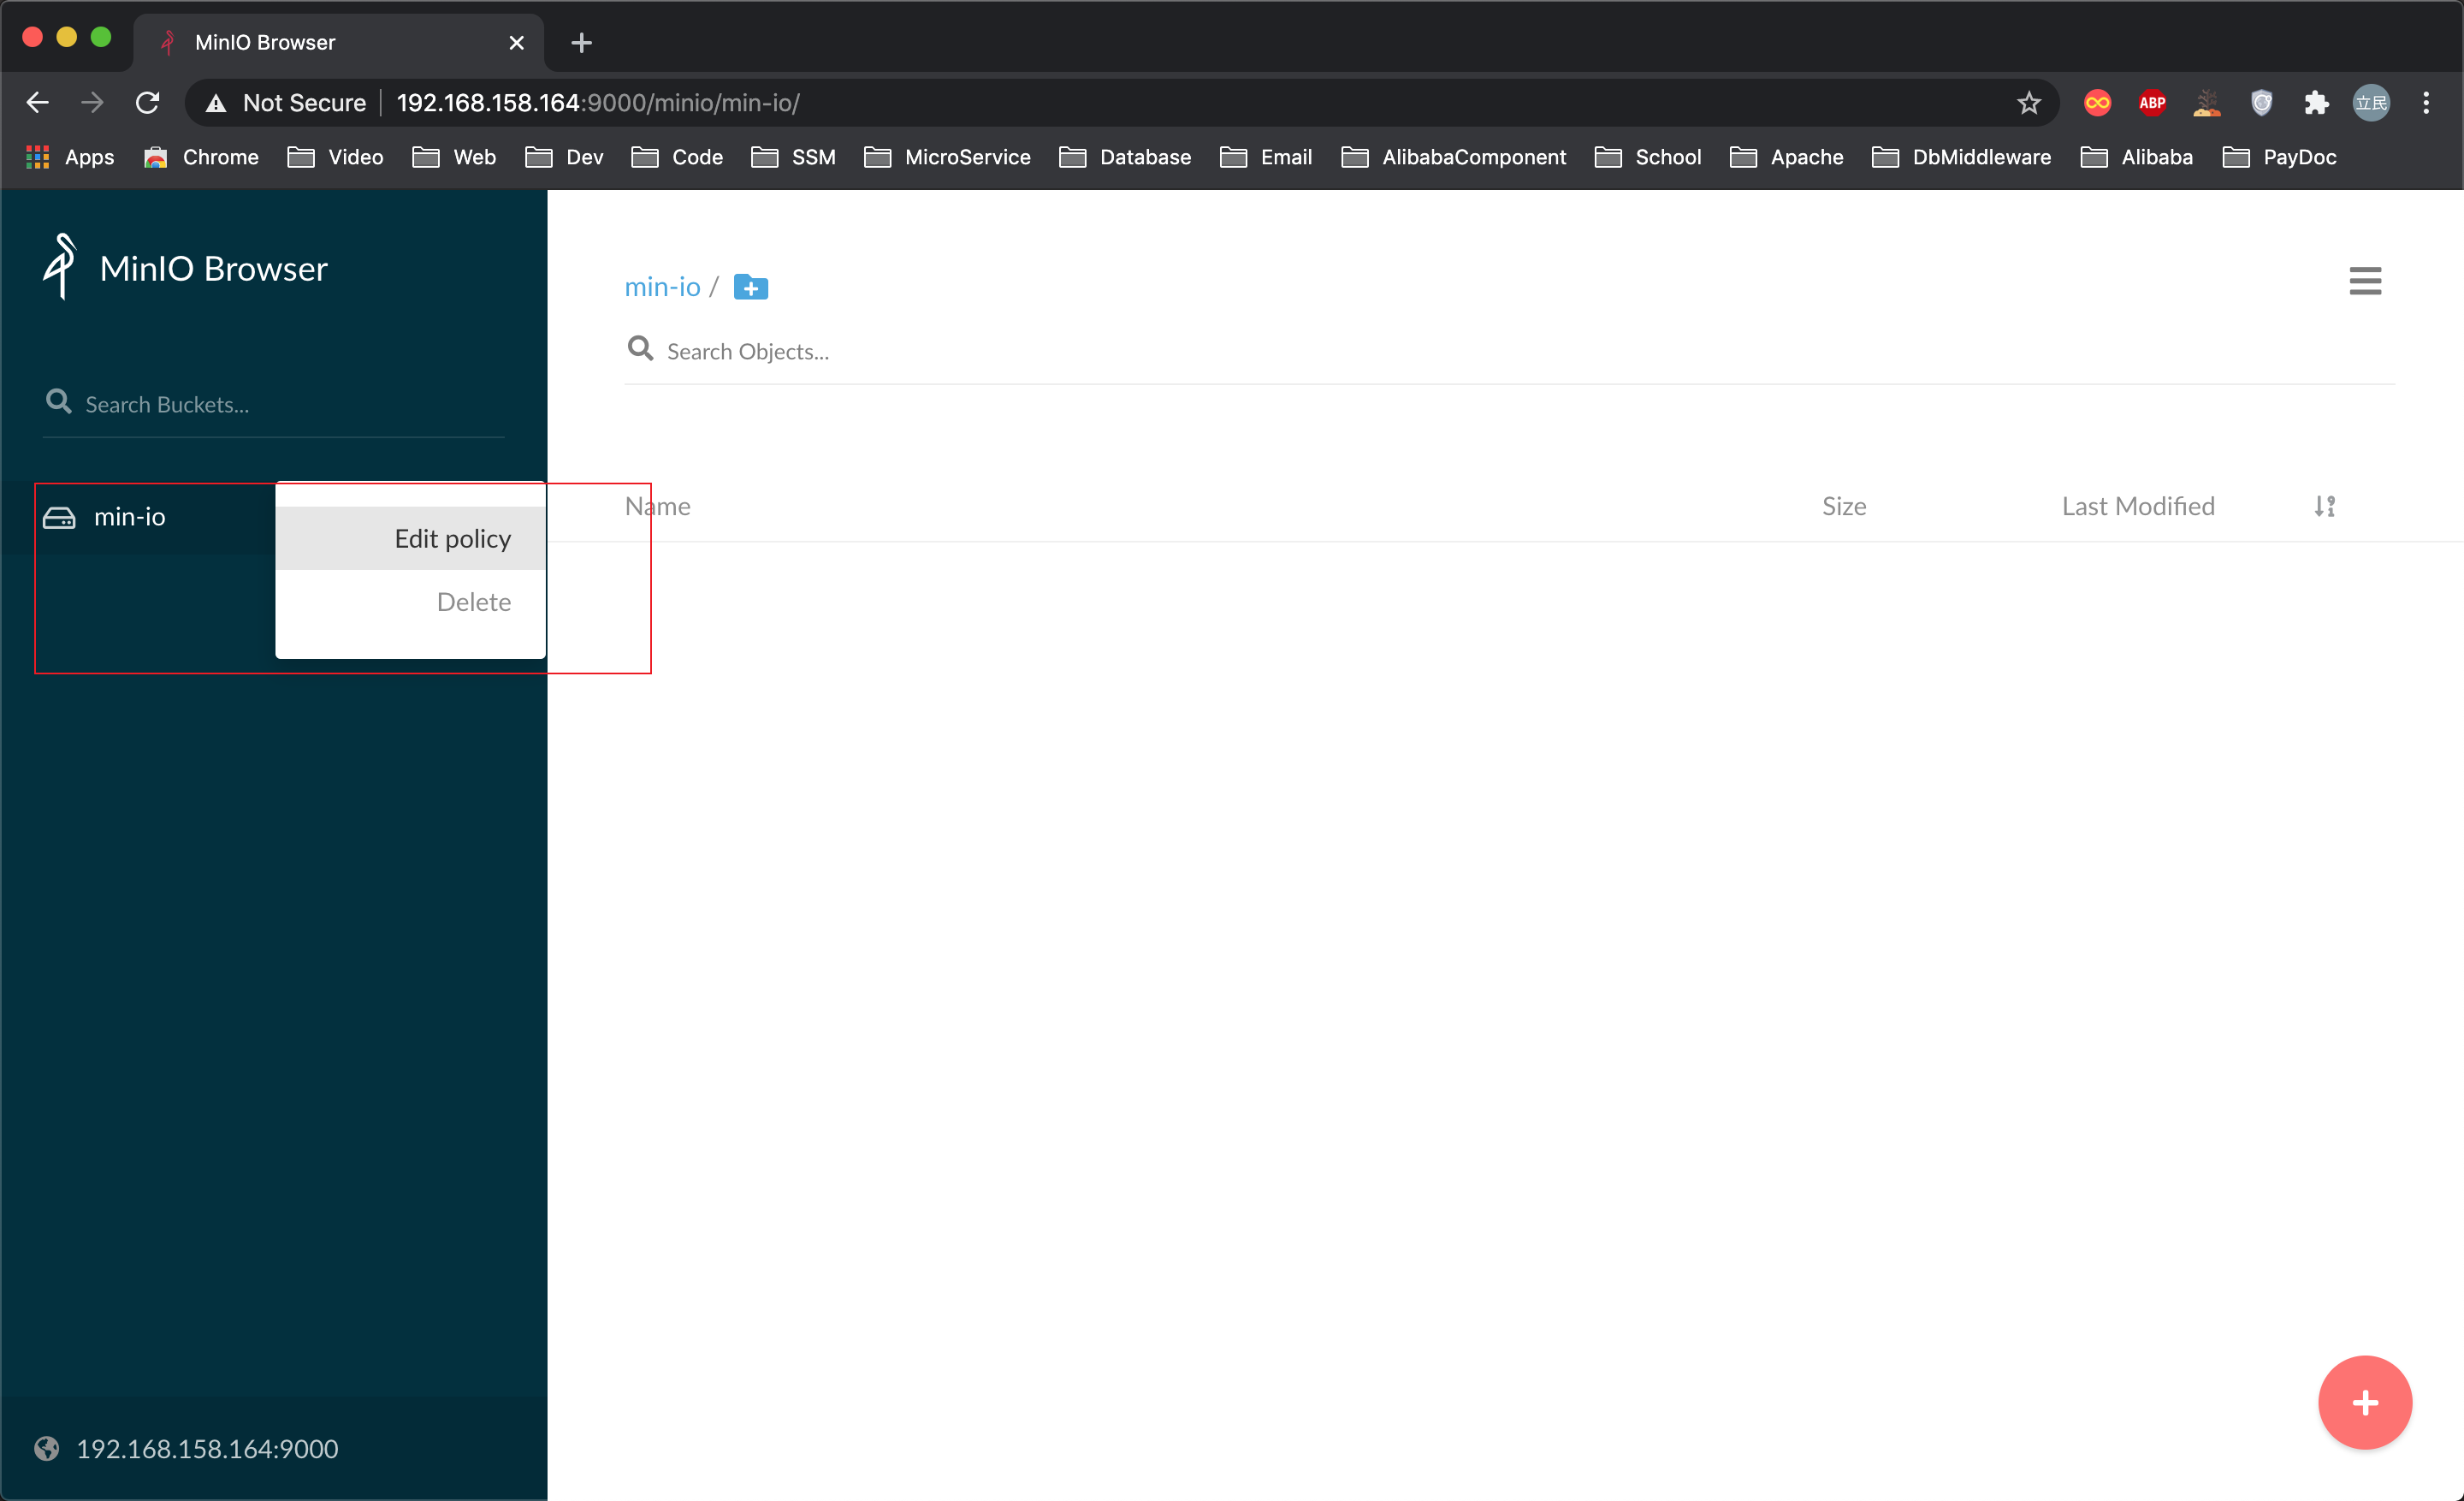 MinIO Browser
Not Secure 192.168.158.164:9000/minio/min-io/
ABP
立民
Apps Chrome Video Web Dev Code SSM MicroService Database Email AlibabaComponent School Apache DbMiddleware Alibaba PayDoc
MinIO Browser
Search Buckets...
min-io
Edit policy
Delete
192.168.158.164:9000
min-io /
Search Objects...
Name Size Last Modified